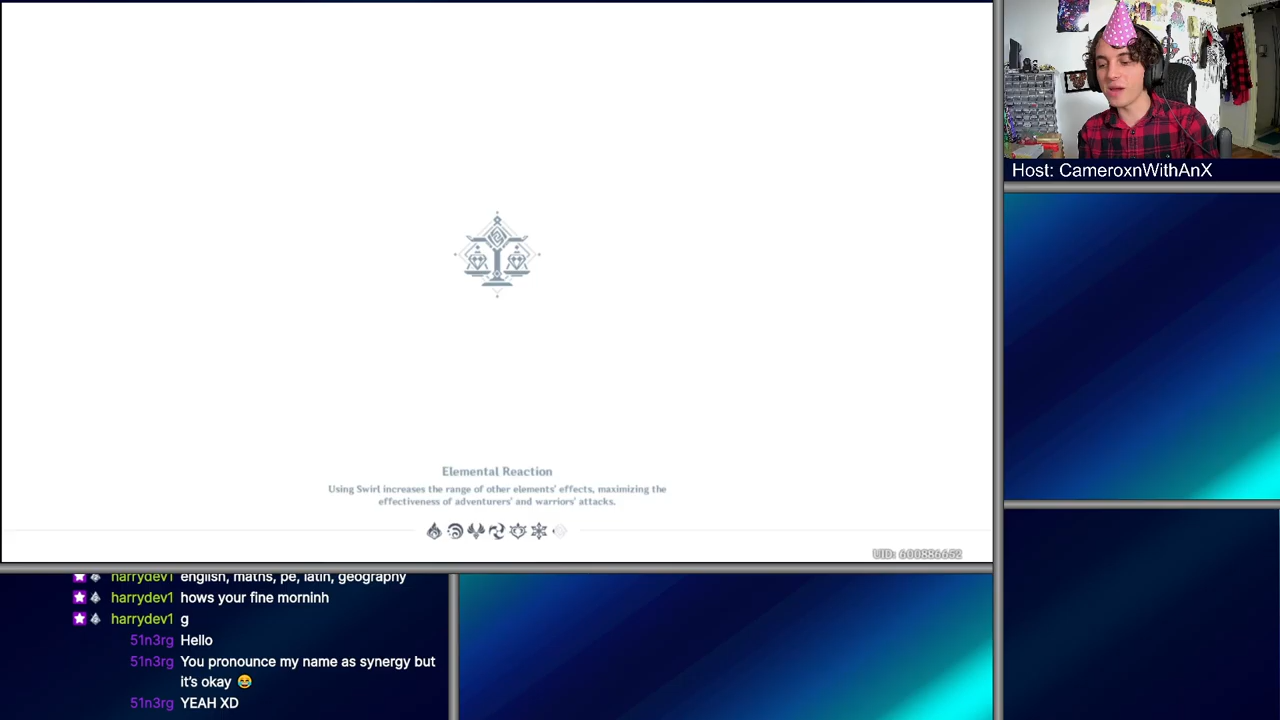 Host: CameroxnWithAnX
Elemental Reaction
Using Swirl increases the range of other elements' effects, maximizing the
effectiveness of adventurers' and warriors' attacks.
UID: 600886652
harrydev1 english, maths, pe, latin, geography
harrydev1 hows your fine morninh
harrydev1 g
51n3rg Hello
51n3rg You pronounce my name as synergy but
it's okay 😂
51n3rg YEAH XD